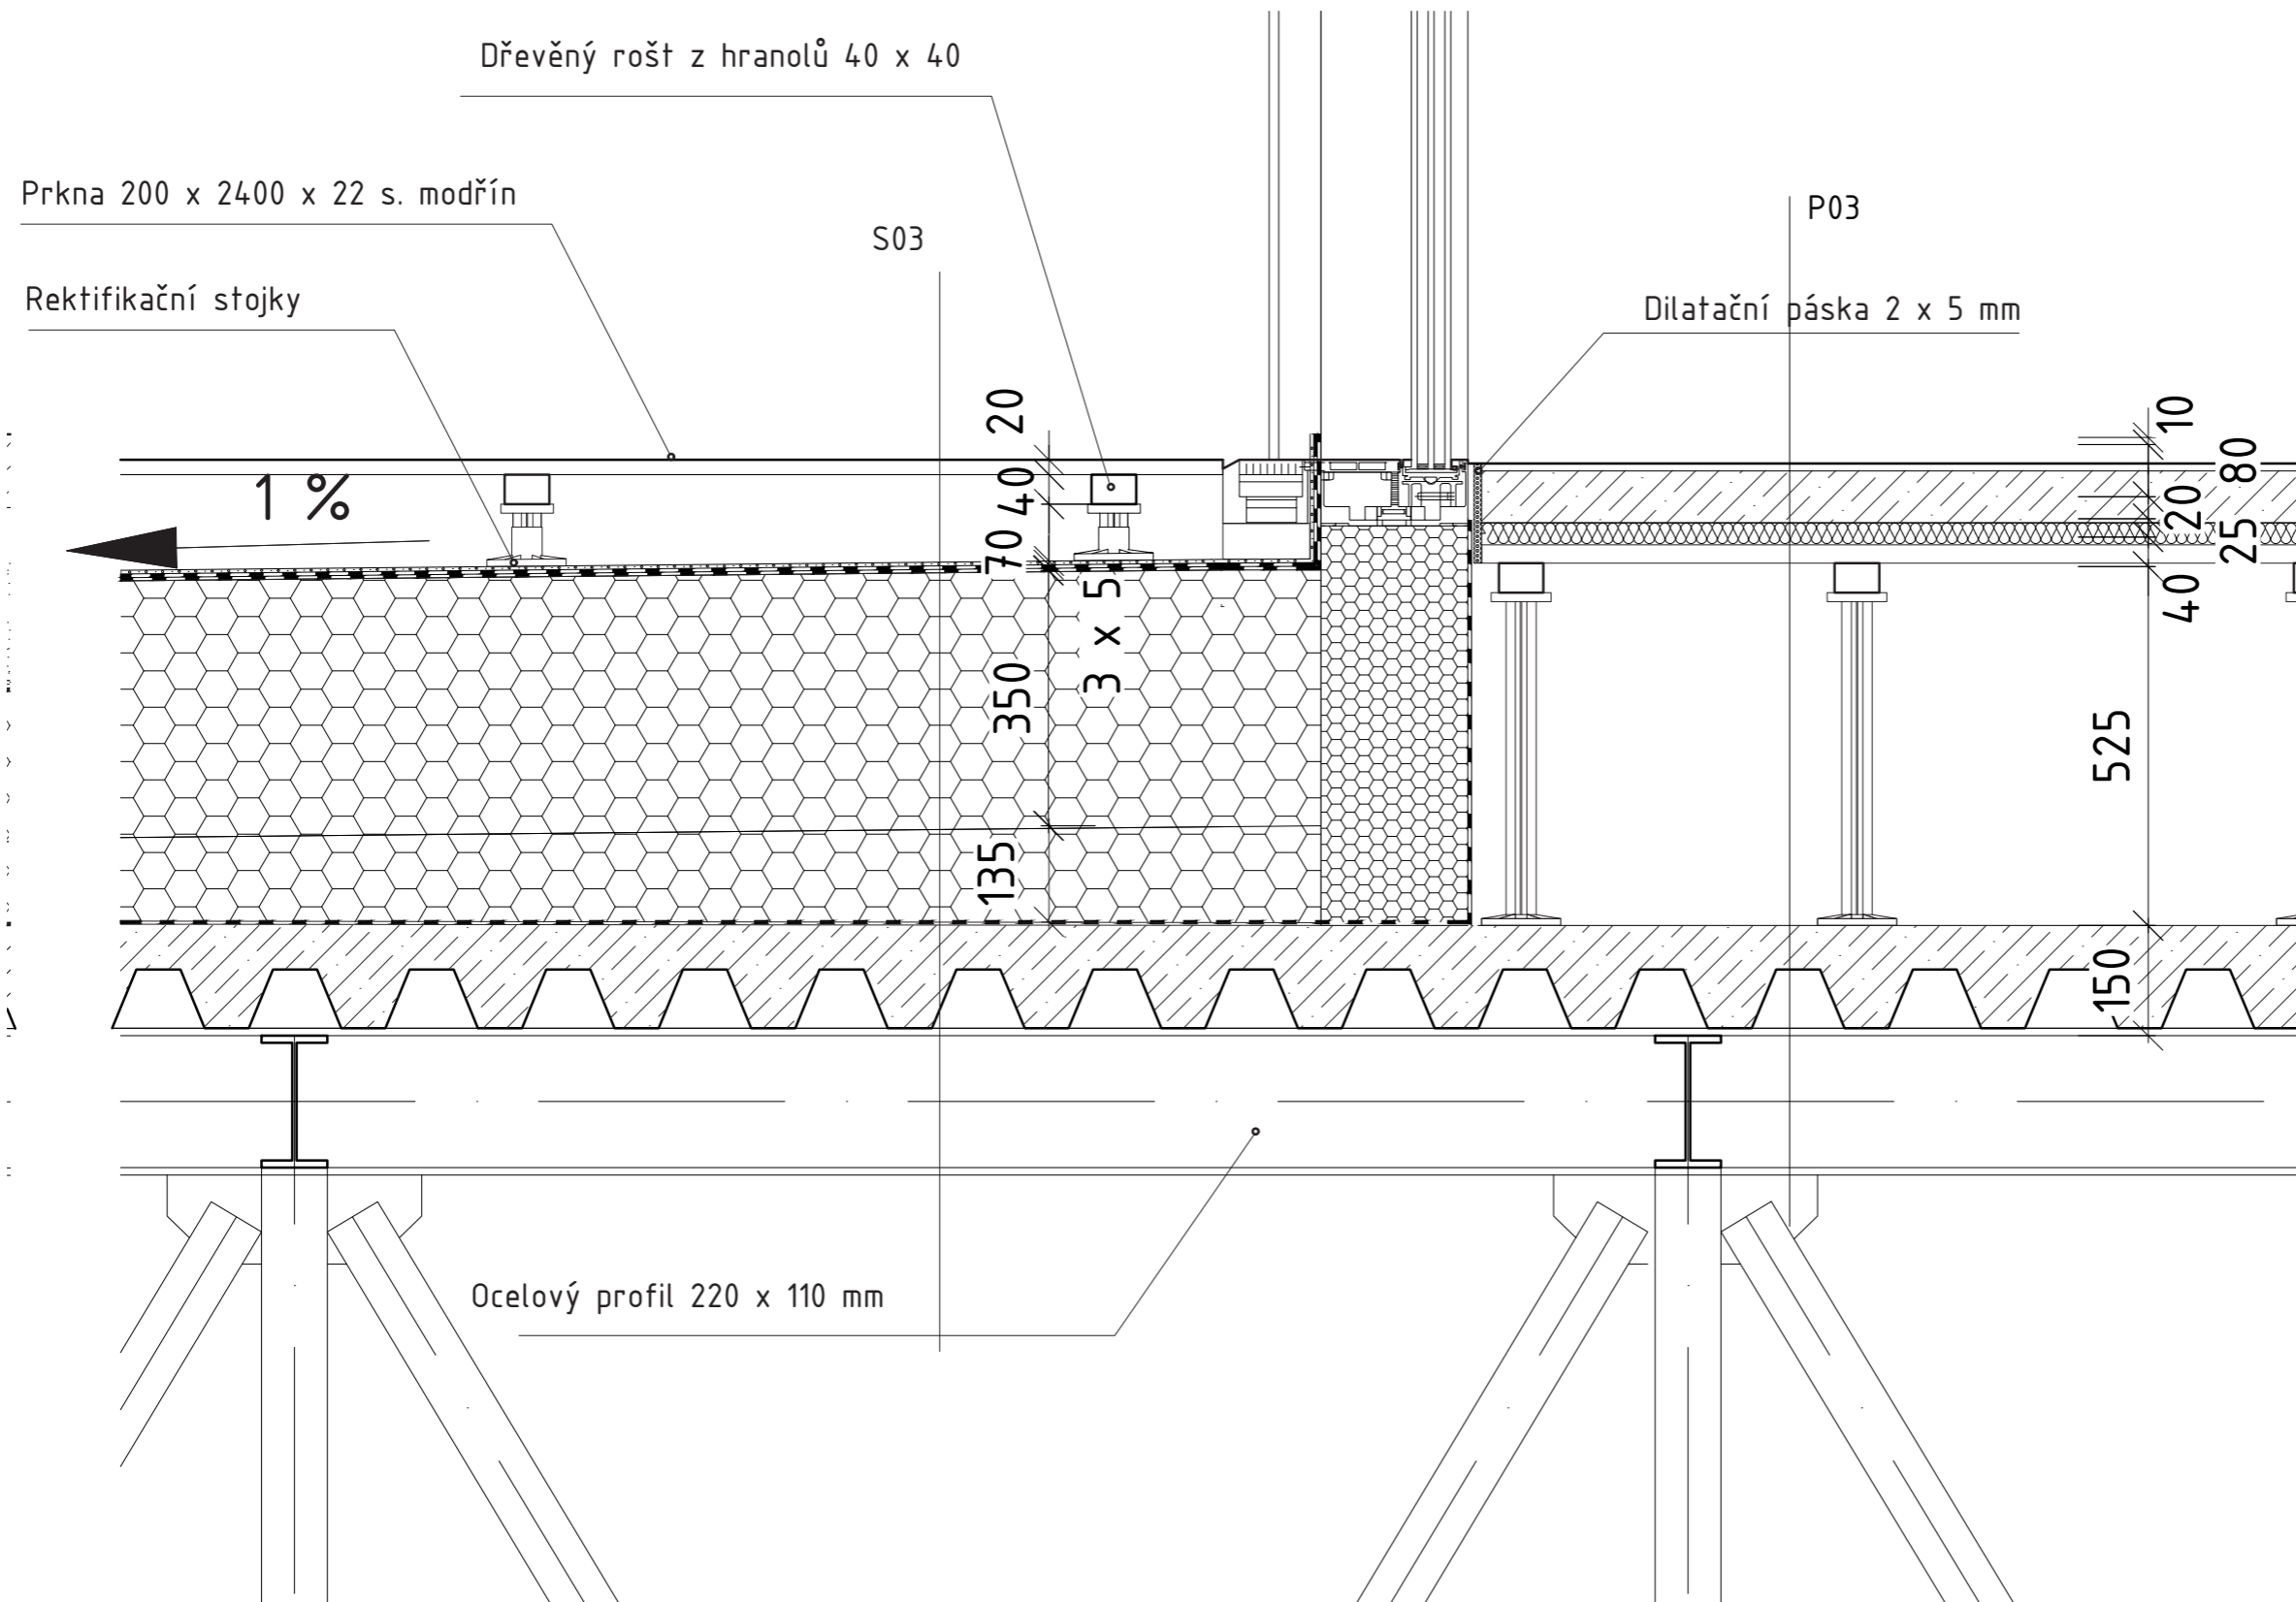 Dřevěný rošt z hranolů 40 x 40
Prkna 200 x 2400 x 22 s. modřín
P03
S03
Rektifikační stojky
Dilatační páska 2 x 5 mm
20
40
70
3 x 5
350
135
1 %
10
80
20
25
40
525
150
Ocelový profil 220 x 110 mm